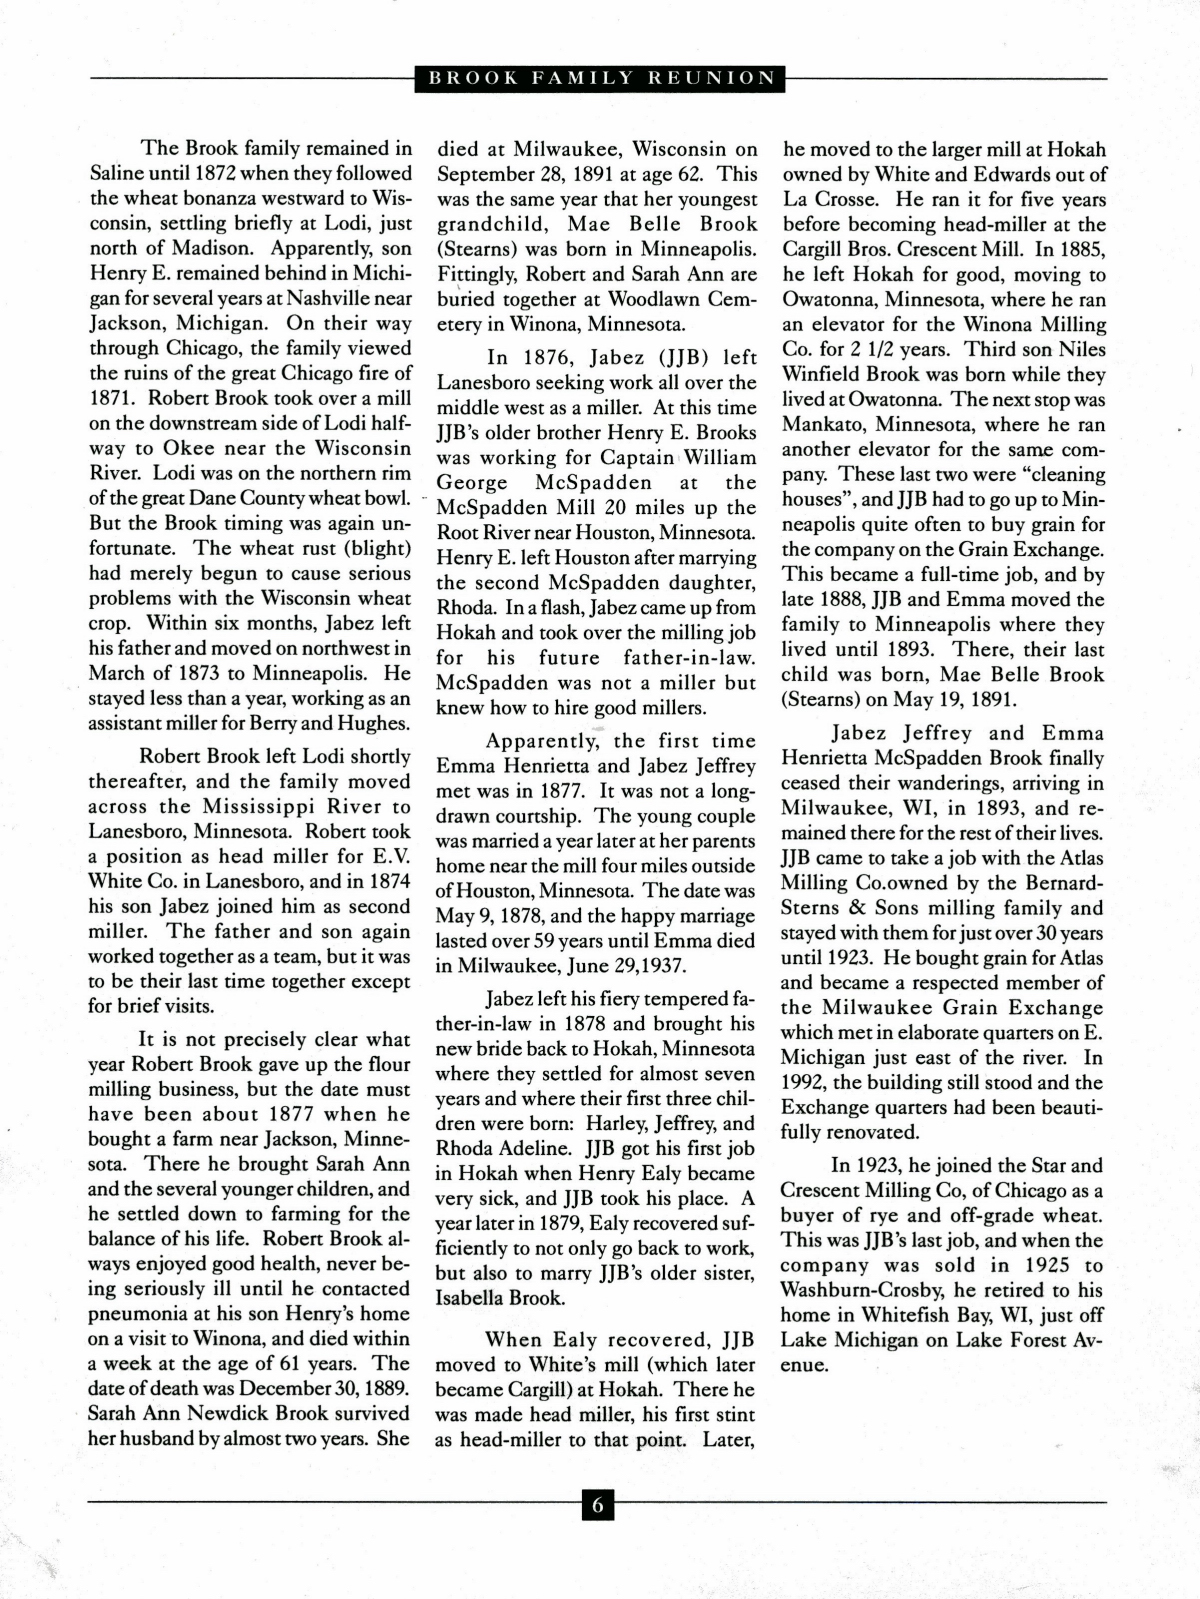 BROOK FAMILY REUNION
The Brook family remained in
Saline until 1872 when they followed
the wheat bonanza westward to Wis-
consin, settling briefly at Lodi, just
north of Madison. Apparently, son
Henry E. remained behind in Michi-
gan for several years at Nashville near
Jackson, Michigan. On their way
through Chicago, the family viewed
the ruins of the great Chicago fire of
1871. Robert Brook took over a mill
on the downstream side of Lodi half-
way to Okee near the Wisconsin
River. Lodi was on the northern rim
of the great Dane County wheat bowl.
But the Brook timing was again un-
fortunate. The wheat rust (blight)
had merely begun to cause serious
problems with the Wisconsin wheat
crop. Within six months, Jabez left
his father and moved on northwest in
March of 1873 to Minneapolis. He
stayed less than a year, working as an
assistant miller for Berry and Hughes.
Robert Brook left Lodi shortly
thereafter, and the family moved
across the Mississippi River to
Lanesboro, Minnesota. Robert took
a position as head miller for E.V.
White Co. in Lanesboro, and in 1874
his son Jabez joined him as second
miller. The father and son again
worked together as a team, but it was
to be their last time together except
for brief visits.
It is not precisely clear what
year Robert Brook gave up the flour
milling business, but the date must
have been about 1877 when he
bought a farm near Jackson, Minne-
sota. There he brought Sarah Ann
and the several younger children, and
he settled down to farming for the
balance of his life. Robert Brook al-
ways enjoyed good health, never be-
ing seriously ill until he contacted
pneumonia at his son Henry's home
on a visit to Winona, and died within
a week at the age of 61 years. The
date of death was December 30, 1889.
Sarah Ann Newdick Brook survived
her husband by almost two years. She
died at Milwaukee, Wisconsin on
September 28, 1891 at age 62. This
was the same year that her youngest
grandchild, Mae Belle Brook
(Stearns) was born in Minneapolis.
Fittingly, Robert and Sarah Ann are
buried together at Woodlawn Cem-
etery in Winona, Minnesota.
In 1876, Jabez (JJB) left
Lanesboro seeking work all over the
middle west as a miller. At this time
JJB's older brother Henry E. Brooks
was working for Captain William
George McSpadden at the
McSpadden Mill 20 miles up the
Root River near Houston, Minnesota.
Henry E. left Houston after marrying
the second McSpadden daughter,
Rhoda. In a flash, Jabez came up from
Hokah and took over the milling job
for his future father-in-law.
McSpadden was not a miller but
knew how to hire good millers.
Apparently, the first time
Emma Henrietta and Jabez Jeffrey
met was in 1877. It was not a long-
drawn courtship. The young couple
was married a year later at her parents
home near the mill four miles outside
of Houston, Minnesota. The date was
May 9, 1878, and the happy marriage
lasted over 59 years until Emma died
in Milwaukee, June 29,1937.
Jabez left his fiery tempered fa-
ther-in-law in 1878 and brought his
new bride back to Hokah, Minnesota
where they settled for almost seven
years and where their first three chil-
dren were born: Harley, Jeffrey, and
Rhoda Adeline. JJB got his first job
in Hokah when Henry Ealy became
very sick, and JJB took his place. A
year later in 1879, Ealy recovered suf-
ficiently to not only go back to work,
but also to marry JJB's older sister,
Isabella Brook.
When Ealy recovered, JJB
moved to White's mill (which later
became Cargill) at Hokah. There he
was made head miller, his first stint
as head-miller to that point. Later,
he moved to the larger mill at Hokah
owned by White and Edwards out of
La Crosse. He ran it for five years
before becoming head-miller at the
Cargill Bros. Crescent Mill. In 1885,
he left Hokah for good, moving to
Owatonna, Minnesota, where he ran
an elevator for the Winona Milling
Co. for 2 1/2 years. Third son Niles
Winfield Brook was born while they
lived at Owatonna. The next stop was
Mankato, Minnesota, where he ran
another elevator for the same com-
pany. These last two were “cleaning
houses”, and JJB had to go up to Min-
neapolis quite often to buy grain for
the company on the Grain Exchange.
This became a full-time job, and by
late 1888, JJB and Emma moved the
family to Minneapolis where they
lived until 1893. There, their last
child was born, Mae Belle Brook
(Stearns) on May 19, 1891.
Jabez Jeffrey and Emma
Henrietta McSpadden Brook finally
ceased their wanderings, arriving in
Milwaukee, WI, in 1893, and re-
mained there for the rest of their lives.
JJB came to take a job with the Atlas
Milling Co.owned by the Bernard-
Sterns & Sons milling family and
stayed with them for just over 30 years
until 1923. He bought grain for Atlas
and became a respected member of
the Milwaukee Grain Exchange
which met in elaborate quarters on E.
Michigan just east of the river. In
1992, the building still stood and the
Exchange quarters had been beauti-
fully renovated.
In 1923, he joined the Star and
Crescent Milling Co, of Chicago as a
buyer of rye and off-grade wheat.
This was JJB's last job, and when the
company was sold in 1925 to
Washburn-Crosby, he retired to his
home in Whitefish Bay, WI, just off
Lake Michigan on Lake Forest Av-
enue.
6